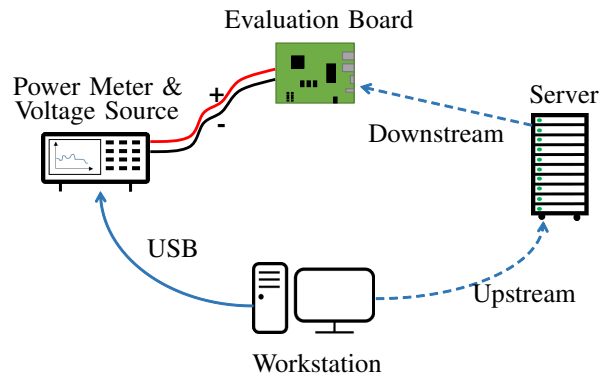 Evaluation Board
Power Meter &
Voltage Source
+
-
Server
Downstream
USB
Upstream
Workstation